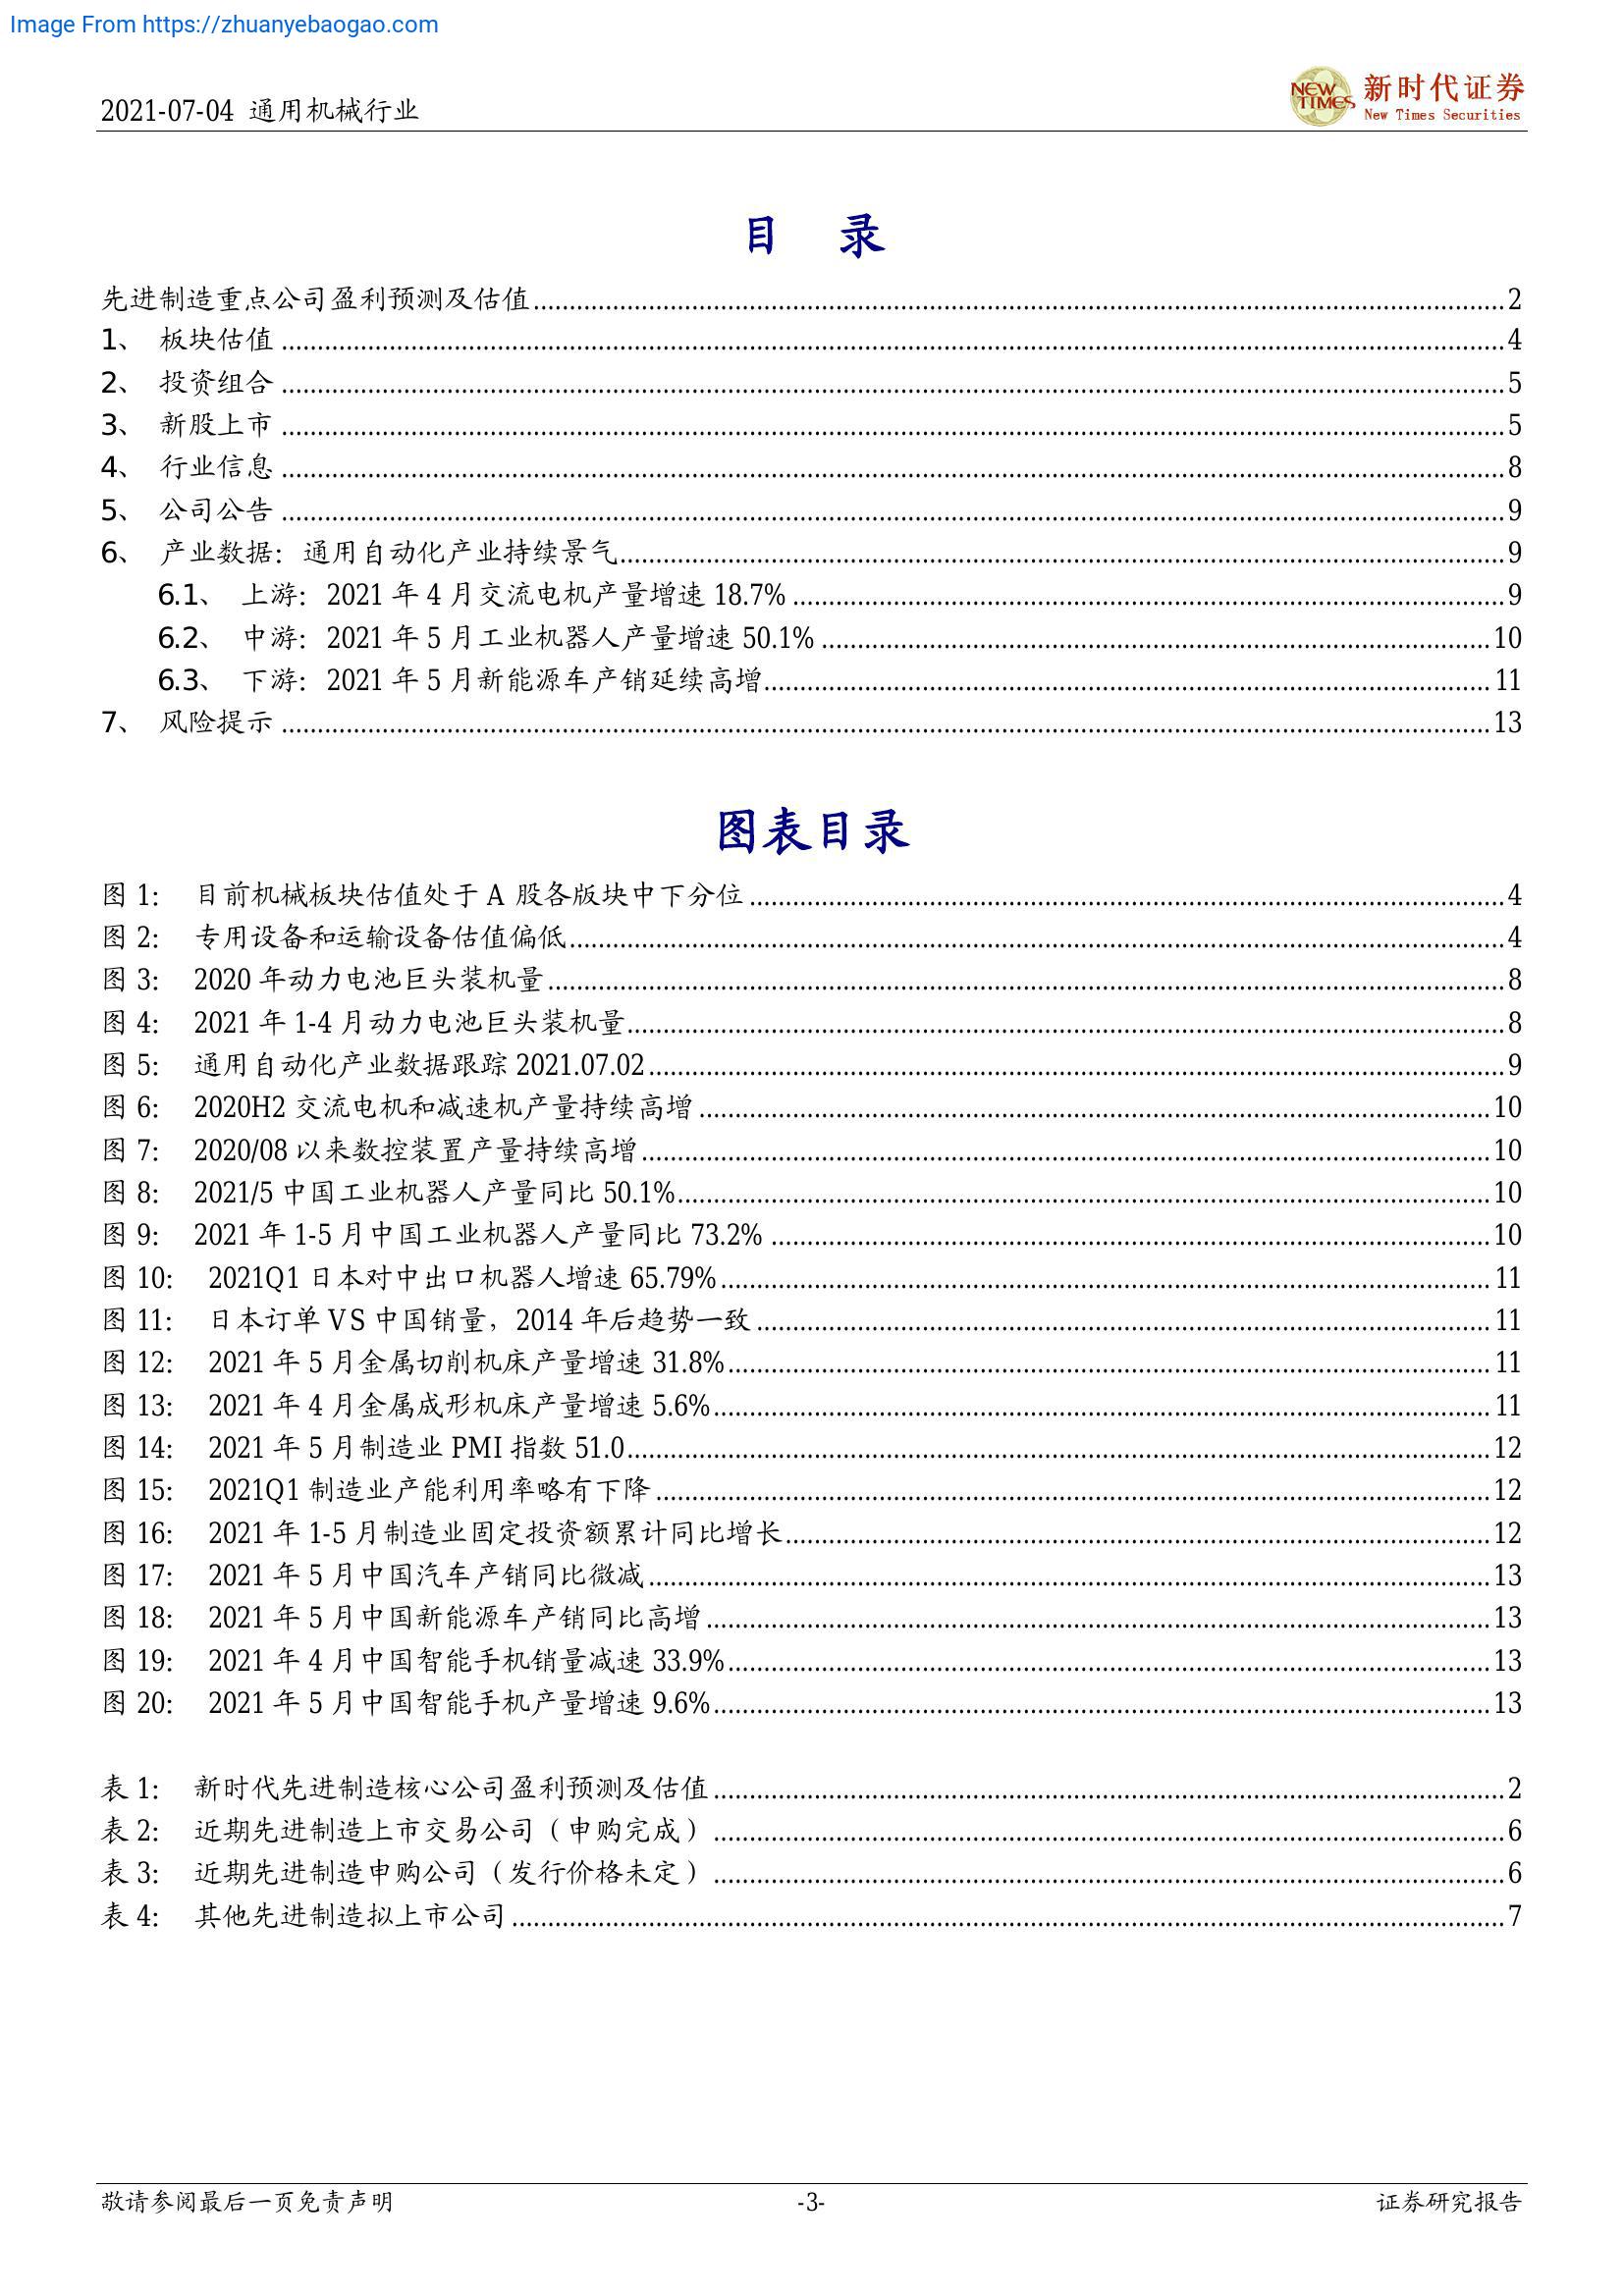 Image From https://zhuanyebaogao.com
2021-07-04 通用机械行业
NEW TIMES 新时代证券
New Times Securities
目 录
先进制造重点公司盈利预测及估值 2
1、 板块估值 4
2、 投资组合 5
3、 新股上市 5
4、 行业信息 8
5、 公司公告 9
6、 产业数据：通用自动化产业持续景气 9
6.1、 上游：2021 年 4 月交流电机产量增速 18.7% 9
6.2、 中游：2021 年 5 月工业机器人产量增速 50.1% 10
6.3、 下游：2021 年 5 月新能源车产销延续高增 11
7、 风险提示 13
图表目录
图 1: 目前机械板块估值处于 A 股各版块中下分位 4
图 2: 专用设备和运输设备估值偏低 4
图 3: 2020 年动力电池巨头装机量 8
图 4: 2021 年 1-4 月动力电池巨头装机量 8
图 5: 通用自动化产业数据跟踪 2021.07.02 9
图 6: 2020H2 交流电机和减速机产量持续高增 10
图 7: 2020/08 以来数控装置产量持续高增 10
图 8: 2021/5 中国工业机器人产量同比 50.1% 10
图 9: 2021 年 1-5 月中国工业机器人产量同比 73.2% 10
图 10: 2021Q1 日本对中出口机器人增速 65.79% 11
图 11: 日本订单 VS 中国销量，2014 年后趋势一致 11
图 12: 2021 年 5 月金属切削机床产量增速 31.8% 11
图 13: 2021 年 4 月金属成形机床产量增速 5.6% 11
图 14: 2021 年 5 月制造业 PMI 指数 51.0 12
图 15: 2021Q1 制造业产能利用率略有下降 12
图 16: 2021 年 1-5 月制造业固定投资额累计同比增长 12
图 17: 2021 年 5 月中国汽车产销同比微减 13
图 18: 2021 年 5 月中国新能源车产销同比高增 13
图 19: 2021 年 4 月中国智能手机销量减速 33.9% 13
图 20: 2021 年 5 月中国智能手机产量增速 9.6% 13
表 1: 新时代先进制造核心公司盈利预测及估值 2
表 2: 近期先进制造上市交易公司（申购完成） 6
表 3: 近期先进制造申购公司（发行价格未定） 6
表 4: 其他先进制造拟上市公司 7
敬请参阅最后一页免责声明 -3- 证券研究报告